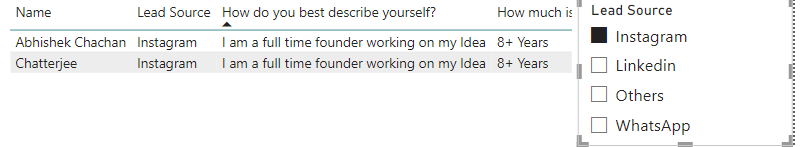 Name Lead Source How do you best describe yourself? How much is
Abhishek Chachan Instagram I am a full time founder working on my Idea 8+ Years
Chatterjee Instagram I am a full time founder working on my Idea 8+ Years
Lead Source
Instagram
Linkedin
Others
WhatsApp